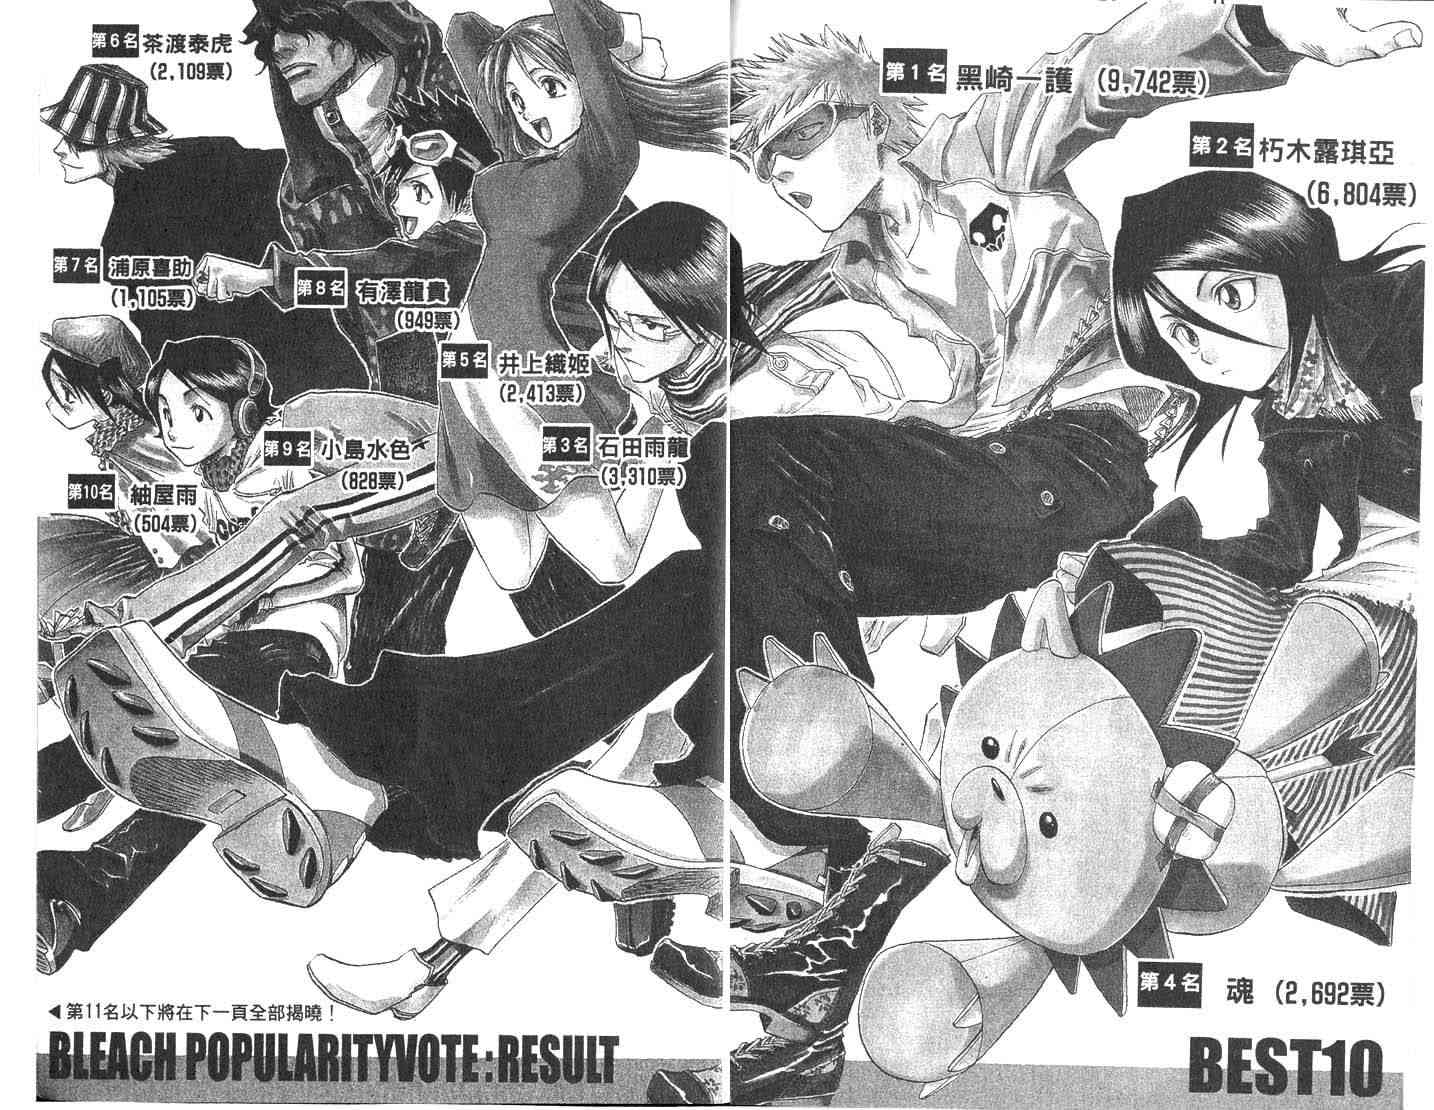 第1名 黑崎一護 (9,742票)
第2名 朽木露琪亞
(6,804票)
第3名 石田雨龍
(3,310票)
第4名 魂 (2,692票)
第5名 井上織姬
(2,413票)
第6名 茶渡泰虎
(2,109票)
第7名 浦原喜助
(1,105票)
第8名 有澤龍貴
(949票)
第9名 小島水色
(828票)
第10名 紬屋雨
(504票)
◀第11名以下將在下一頁全部揭曉!
BLEACH POPULARITYVOTE:RESULT
BEST10